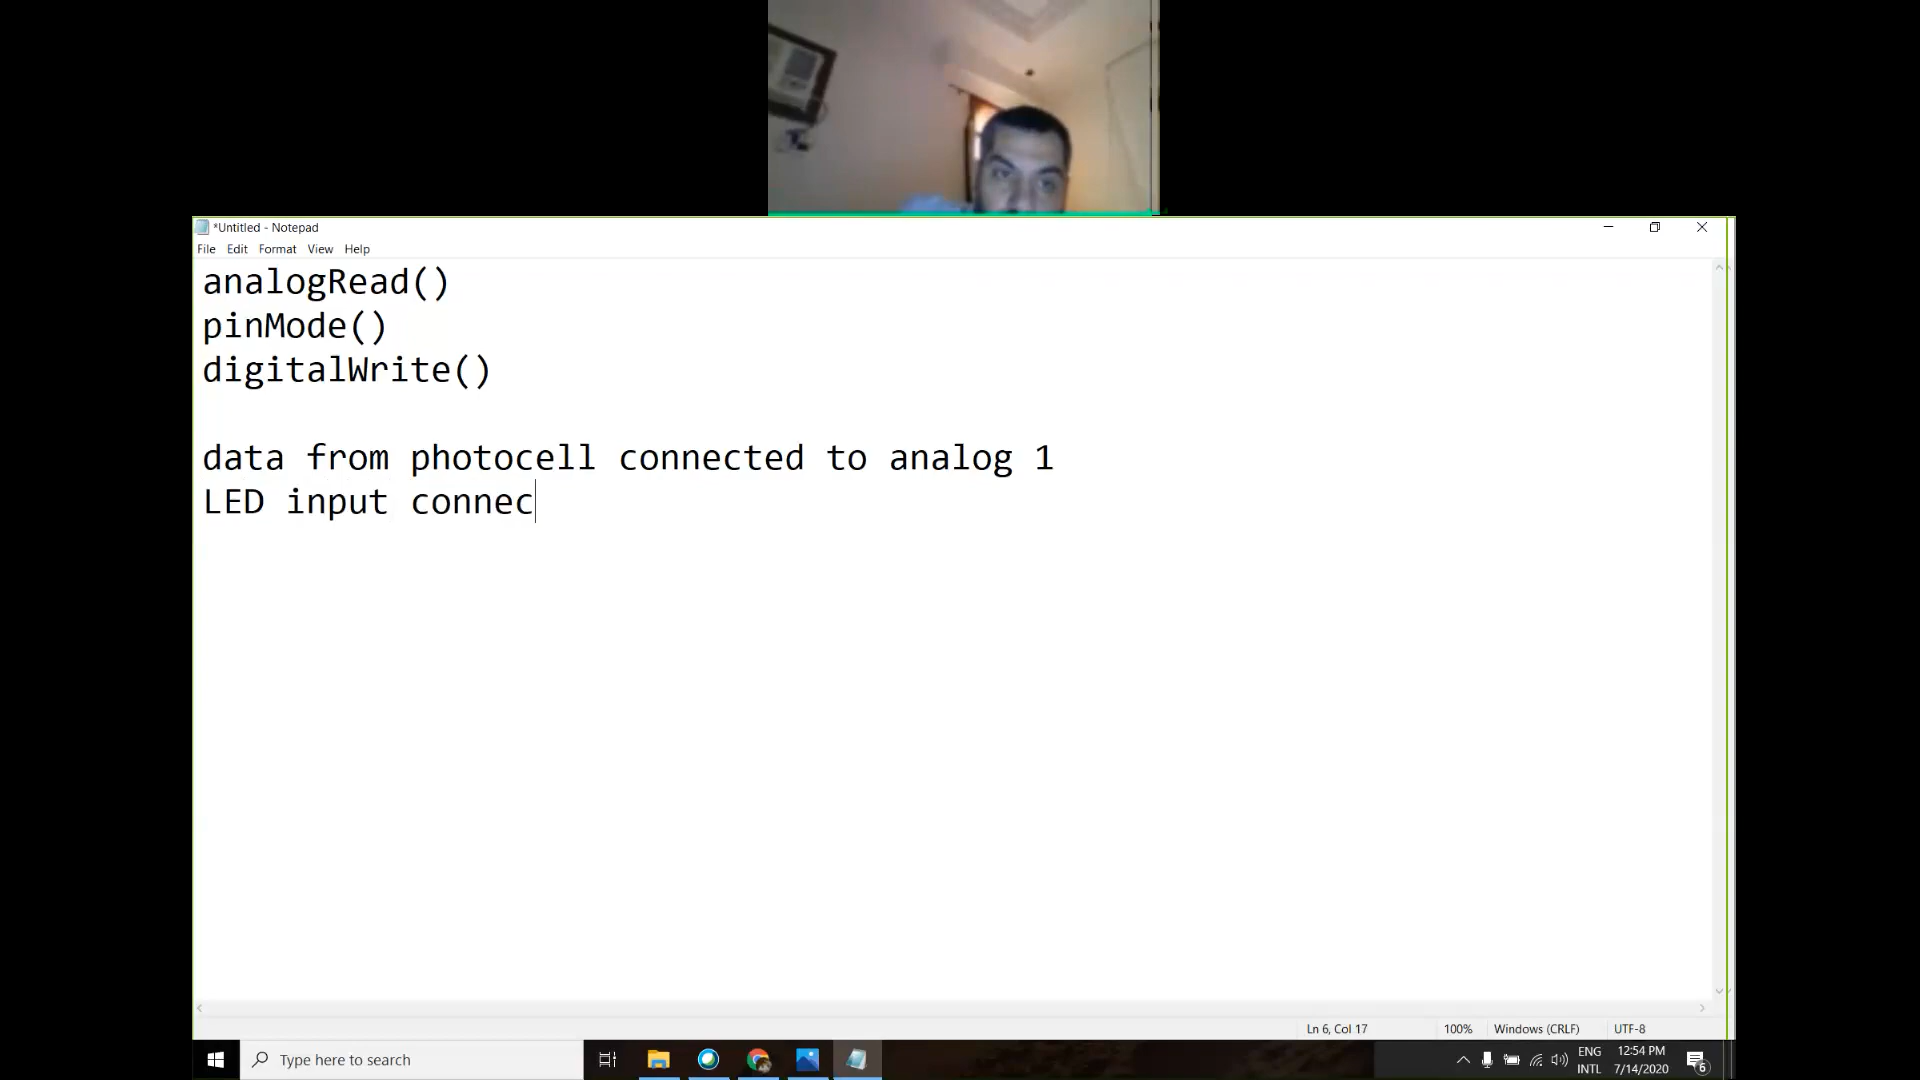 *Untitled - Notepad
File Edit Format View Help
analogRead()
pinMode()
digitalWrite()
data from photocell connected to analog 1
LED input connec
Ln 6, Col 17 100% Windows (CRLF) UTF-8
Type here to search
ENG
INTL
12:54 PM
7/14/2020
6